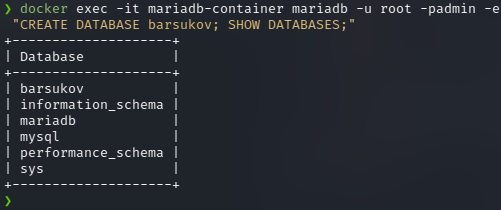 ❯ docker exec -it mariadb-container mariadb -u root -padmin -e
"CREATE DATABASE barsukov; SHOW DATABASES;"
+--------------------+
| Database           |
+--------------------+
| barsukov           |
| information_schema |
| mariadb            |
| mysql              |
| performance_schema |
| sys                |
+--------------------+
❯